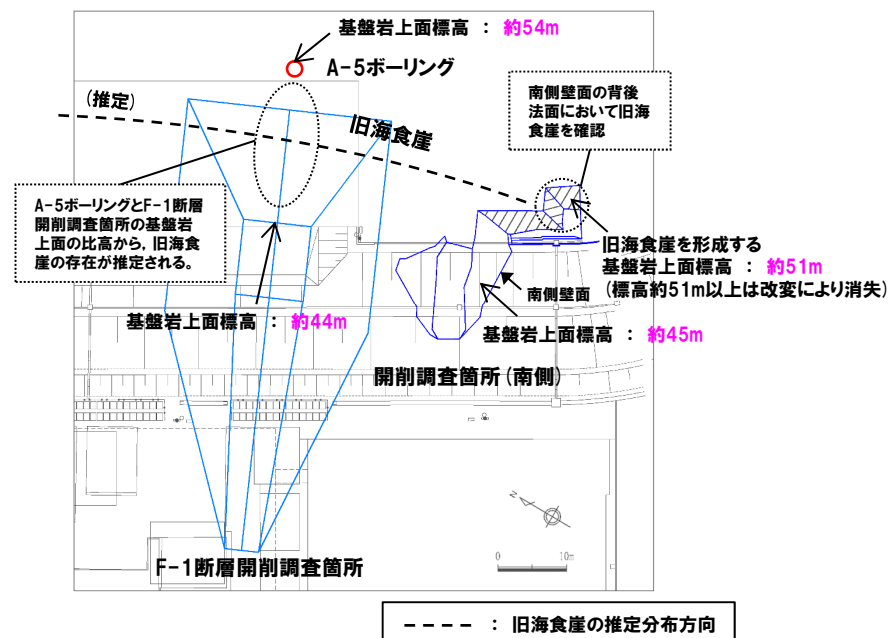 基盤岩上面標高 ： 約54m
A-5ボーリング
(推定)
旧海食崖
南側壁面の背後
法面において旧海
食崖を確認
A-5ボーリングとF-1断層
開削調査箇所の基盤岩
上面の比高から，旧海食
崖の存在が推定される。
旧海食崖を形成する
基盤岩上面標高 ： 約51m
(標高約51m以上は改変により消失)
南側壁面
基盤岩上面標高 ： 約44m
基盤岩上面標高 ： 約45m
開削調査箇所(南側)
N
0 10m
F-1断層開削調査箇所
： 旧海食崖の推定分布方向